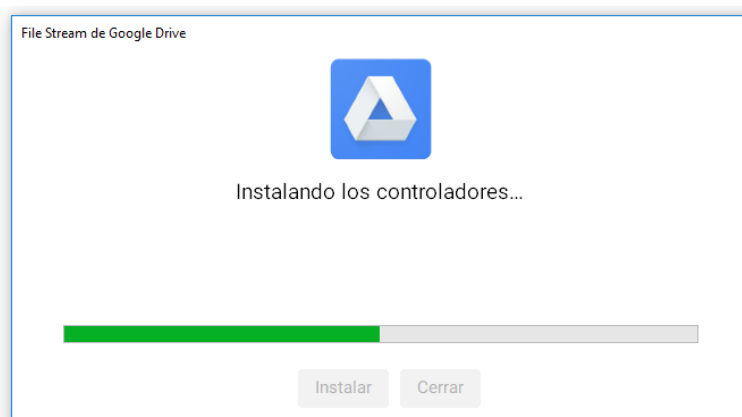 File Stream de Google Drive
Instalando los controladores...
Instalar
Cerrar